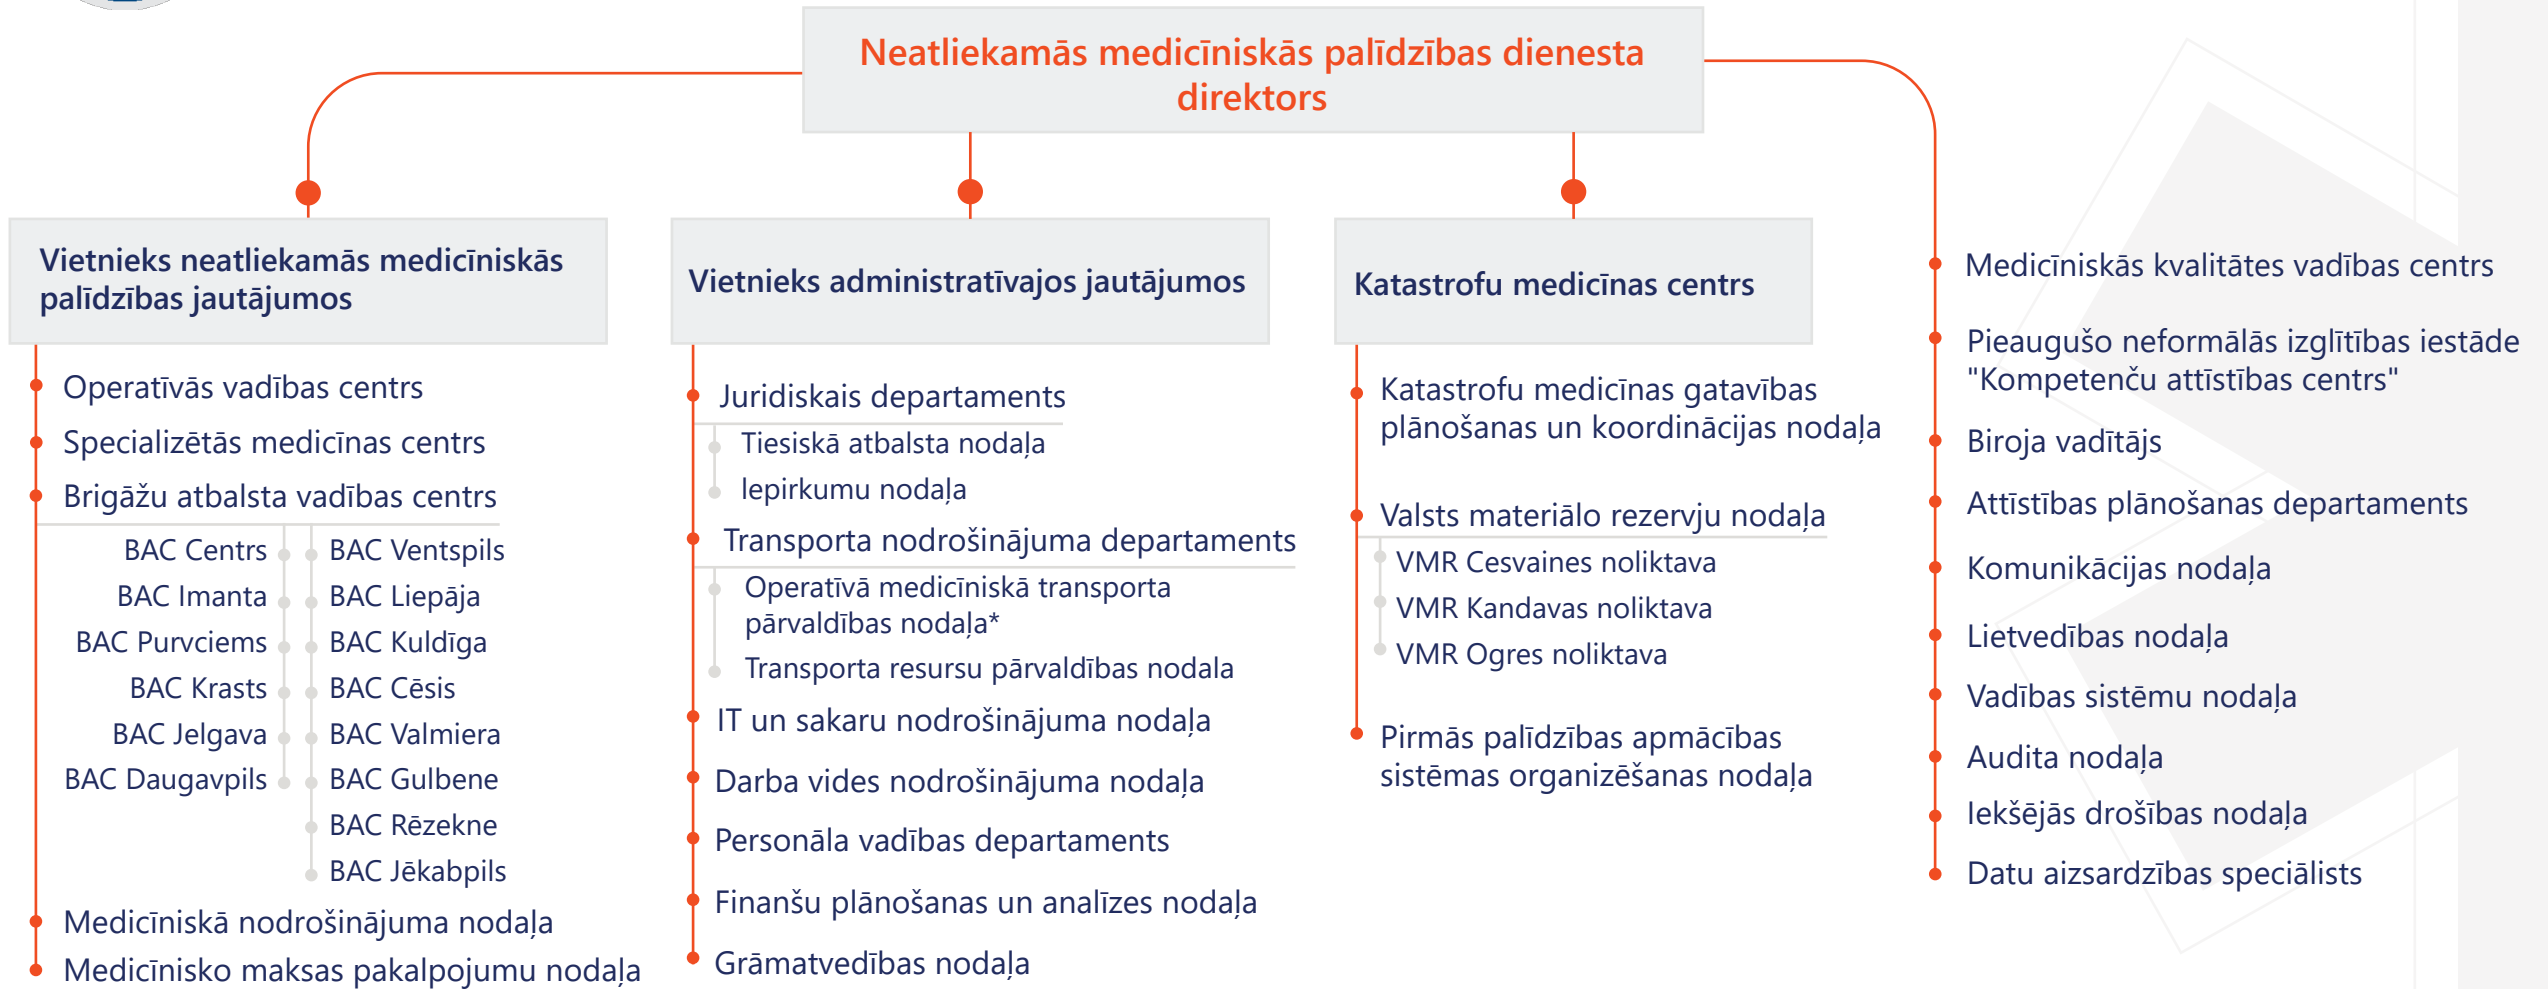 Neatliekamās medicīniskās palīdzības dienesta
direktors
Vietnieks neatliekamās medicīniskās
palīdzības jautājumos
Operatīvās vadības centrs
Specializētās medicīnas centrs
Brigāžu atbalsta vadības centrs
BAC Centrs
BAC Imanta
BAC Purvciems
BAC Krasts
BAC Jelgava
BAC Daugavpils
BAC Ventspils
BAC Liepāja
BAC Kuldīga
BAC Cēsis
BAC Valmiera
BAC Gulbene
BAC Rēzekne
BAC Jēkabpils
Medicīniskā nodrošinājuma nodaļa
Medicīnisko maksas pakalpojumu nodaļa
Vietnieks administratīvajos jautājumos
Juridiskais departaments
Tiesiskā atbalsta nodaļa
Iepirkumu nodaļa
Transporta nodrošinājuma departaments
Operatīvā medicīniskā transporta
pārvaldības nodaļa*
Transporta resursu pārvaldības nodala
IT un sakaru nodrošinājuma nodaļa
Darba vides nodrošinājuma nodaļa
Personāla vadības departaments
Finanšu plānošanas un analīzes nodaļa
Grāmatvedības nodaļa
Katastrofu medicīnas centrs
Katastrofu medicīnas gatavības
plānošanas un koordinācijas nodaļa
Valsts materiālo rezervju nodaļa
VMR Cesvaines noliktava
VMR Kandavas noliktava
VMR Ogres noliktava
Pirmās palīdzības apmācības
sistēmas organizēšanas nodaļa
Medicīniskās kvalitātes vadības centrs
Pieaugušo neformālās izglītības iestāde
"Kompetenču attīstības centrs"
Biroja vadītājs
Attīstības plānošanas departaments
Komunikācijas nodaļa
Lietvedības nodaļa
Vadības sistēmu nodaļa
Audita nodaļa
Iekšējās drošības nodaļa
Datu aizsardzības speciālists